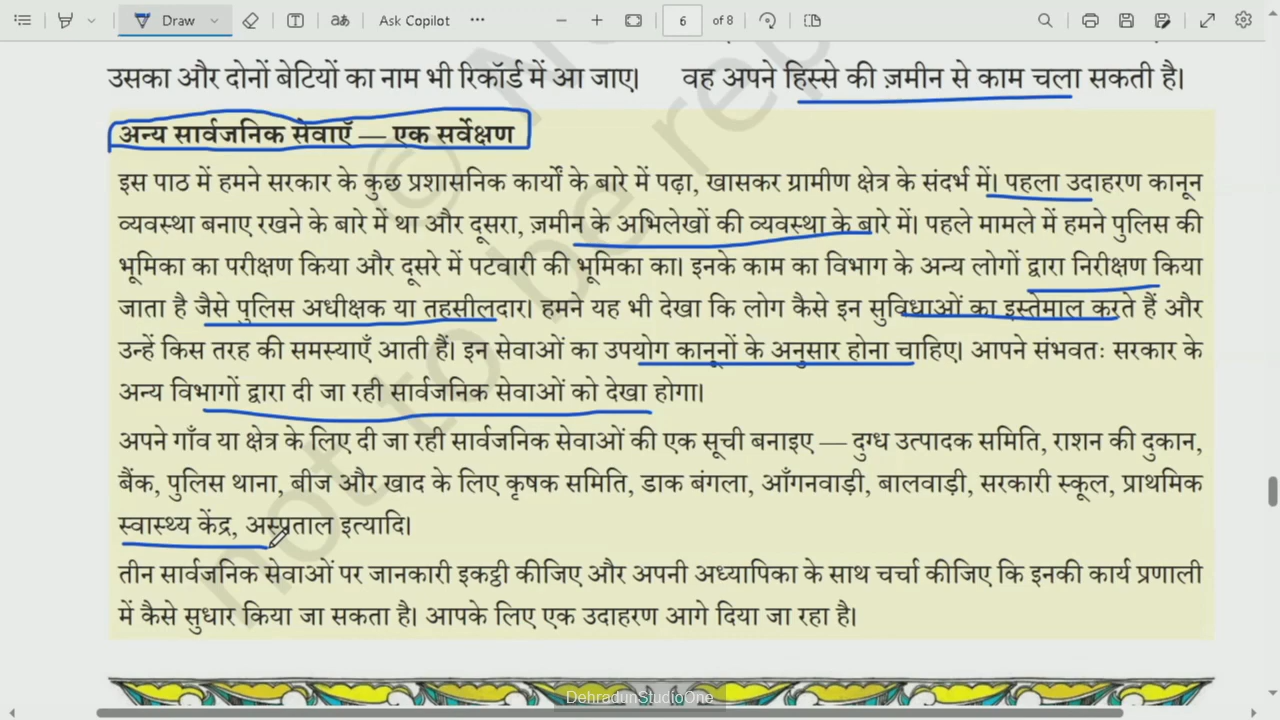 Draw
Ask Copilot
6 of 8
उसका और दोनों बेटियों का नाम भी रिकॉर्ड में आ जाए।
वह अपने हिस्से की ज़मीन से काम चला सकती है।
अन्य सार्वजनिक सेवाएँ — एक सर्वेक्षण
इस पाठ में हमने सरकार के कुछ प्रशासनिक कार्यों के बारे में पढ़ा, खासकर ग्रामीण क्षेत्र के संदर्भ में। पहला उदाहरण कानून
व्यवस्था बनाए रखने के बारे में था और दूसरा, ज़मीन के अभिलेखों की व्यवस्था के बारे में। पहले मामले में हमने पुलिस की
भूमिका का परीक्षण किया और दूसरे में पटवारी की भूमिका का। इनके काम का विभाग के अन्य लोगों द्वारा निरीक्षण किया
जाता है जैसे पुलिस अधीक्षक या तहसीलदार। हमने यह भी देखा कि लोग कैसे इन सुविधाओं का इस्तेमाल करते हैं और
उन्हें किस तरह की समस्याएँ आती हैं। इन सेवाओं का उपयोग कानूनों के अनुसार होना चाहिए। आपने संभवतः सरकार के
अन्य विभागों द्वारा दी जा रही सार्वजनिक सेवाओं को देखा होगा।
अपने गाँव या क्षेत्र के लिए दी जा रही सार्वजनिक सेवाओं की एक सूची बनाइए — दुग्ध उत्पादक समिति, राशन की दुकान,
बैंक, पुलिस थाना, बीज और खाद के लिए कृषक समिति, डाक बंगला, आँगनवाड़ी, बालवाड़ी, सरकारी स्कूल, प्राथमिक
स्वास्थ्य केंद्र, अस्पताल इत्यादि।
तीन सार्वजनिक सेवाओं पर जानकारी इकट्ठी कीजिए और अपनी अध्यापिका के साथ चर्चा कीजिए कि इनकी कार्य प्रणाली
में कैसे सुधार किया जा सकता है। आपके लिए एक उदाहरण आगे दिया जा रहा है।
not to be rep
DehradunStudioOne